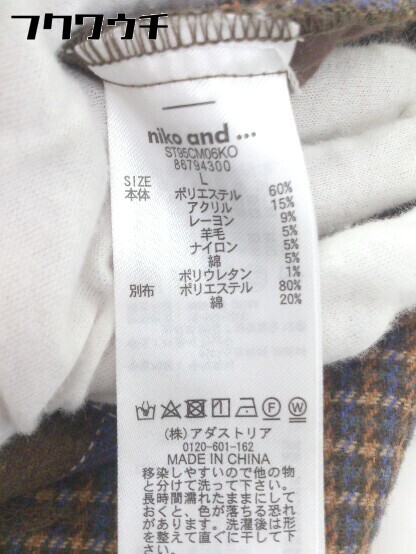 フクワウチ
niko and ...
ST95CM06KO
86794300
SIZE L
本体 ポリエステル 60%
アクリル 15%
レーヨン 9%
羊毛 5%
ナイロン 5%
綿 5%
ポリウレタン 1%
別布 ポリエステル 80%
綿 20%
(株)アダストリア
0120-601-162
MADE IN CHINA
移染しやすいので他の物
と分けて洗って下さい。
長時間濡れたままにして
おくと、色が落ちる恐れ
があります。洗濯後は形
を整えて直ぐに干して下
さい。